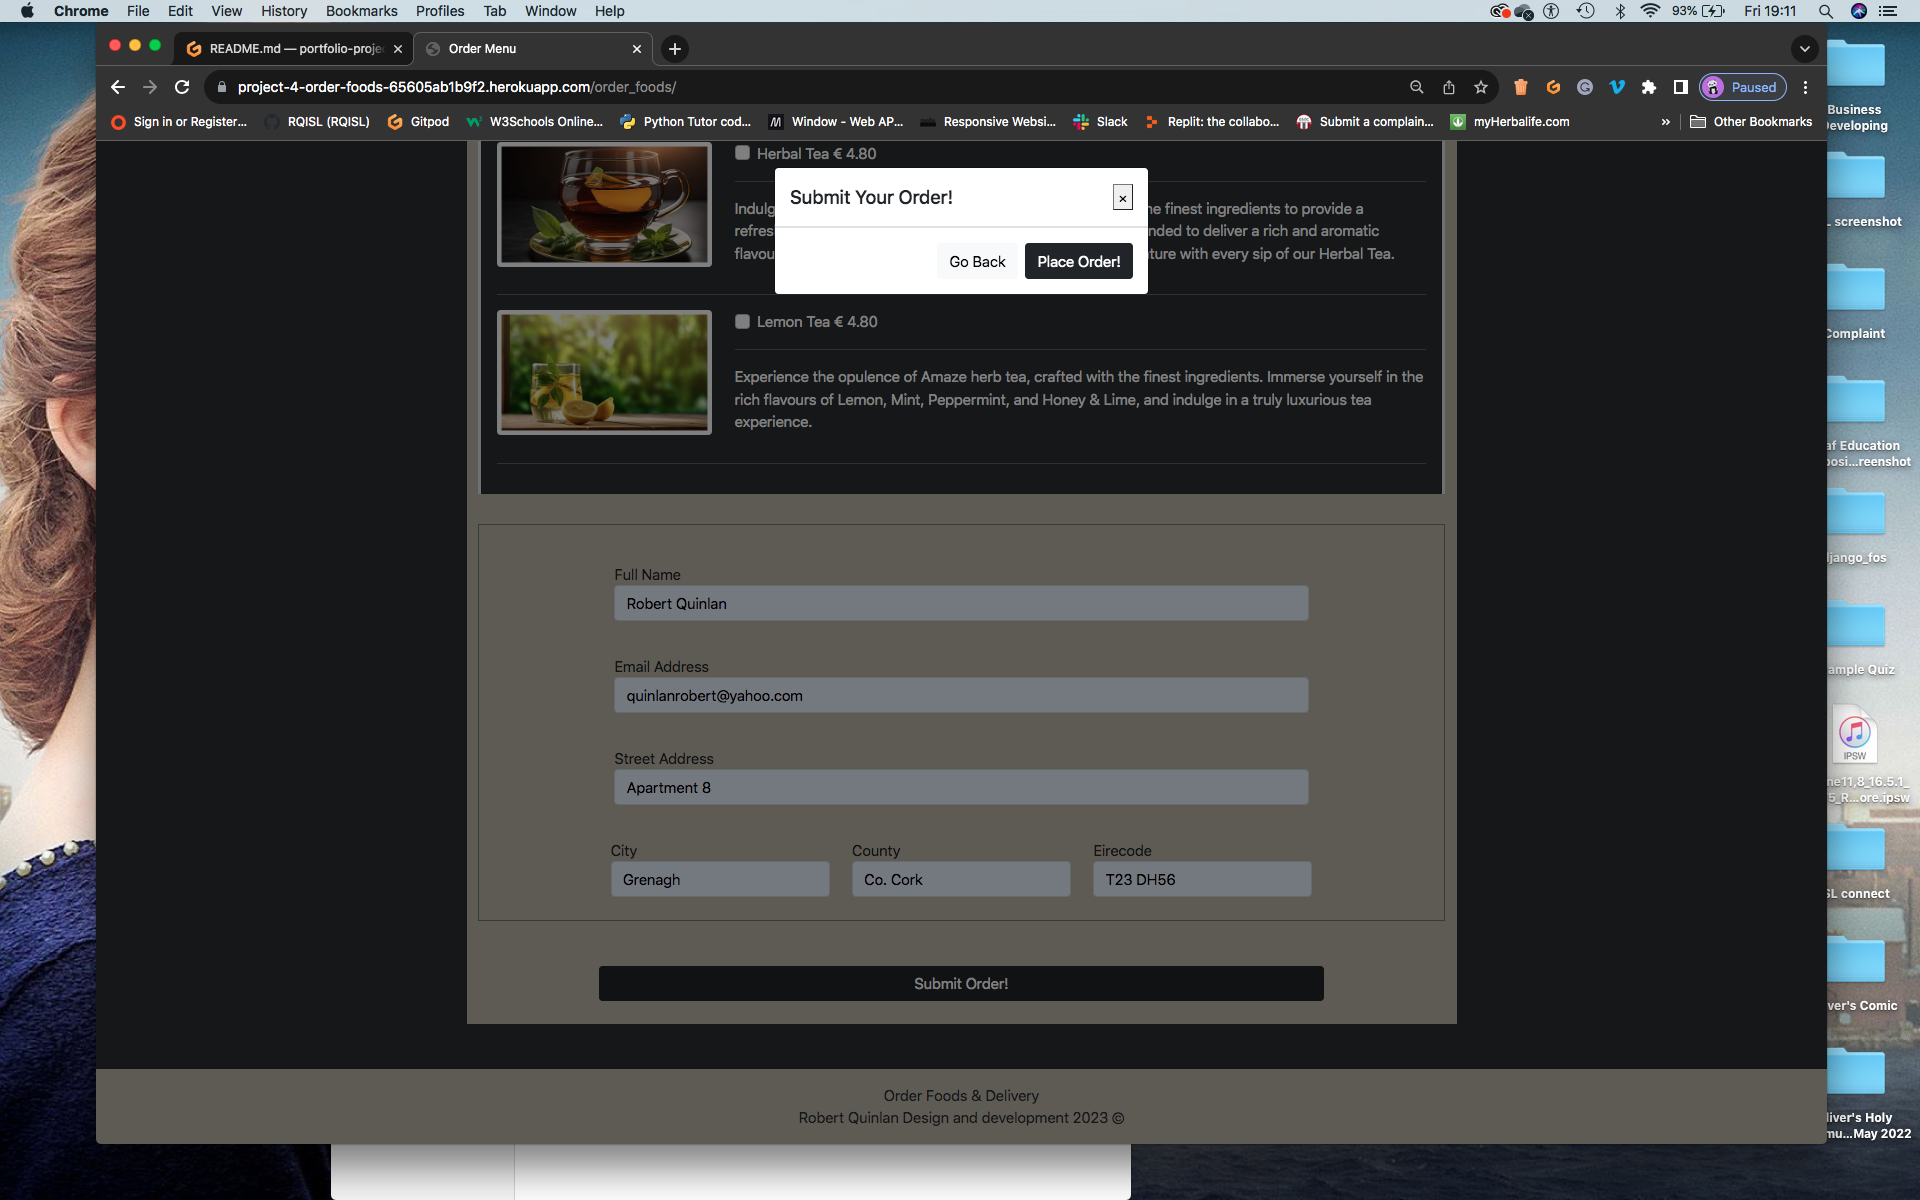 Chrome File Edit View History Bookmarks Profiles Tab Window Help 93% Fri 19:11
README.md — portfolio-proje Order Menu
project-4-order-foods-65605ab1b9f2.herokuapp.com/order_foods/ Paused
Sign in or Register... RQISL (RQISL) Gitpod W3Schools Online... Python Tutor cod... Window - Web AP... Responsive Websi... Slack Replit: the collabo... Submit a complain... myHerbalife.com » Other Bookmarks
Herbal Tea € 4.80
Submit Your Order!
×
Indulg
he finest ingredients to provide a
refres
nded to deliver a rich and aromatic
flavou
ture with every sip of our Herbal Tea.
Go Back Place Order!
Lemon Tea € 4.80
Experience the opulence of Amaze herb tea, crafted with the finest ingredients. Immerse yourself in the
rich flavours of Lemon, Mint, Peppermint, and Honey & Lime, and indulge in a truly luxurious tea
experience.
Full Name
Robert Quinlan
Email Address
quinlanrobert@yahoo.com
Street Address
Apartment 8
City County Eirecode
Grenagh Co. Cork T23 DH56
Submit Order!
Order Foods & Delivery
Robert Quinlan Design and development 2023 ©
Business
Developing
screenshot
Complaint
af Education
posi...reenshot
jango_fos
ample Quiz
IPSW
ne11,8_16.5.1_
5_R...ore.ipsw
SL connect
ver's Comic
liver's Holy
mu...May 2022